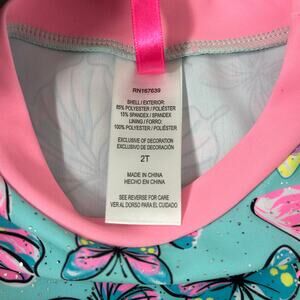 RN167639
SHELL / EXTERIOR:
85% POLYESTER / POLIÉSTER
15% SPANDEX / SPANDEX
LINING / FORRO:
100% POLYESTER / POLIÉSTER
EXCLUSIVE OF DECORATION
EXCLUSIVO DE DECORACIÓN
2T
MADE IN CHINA
HECHO EN CHINA
SEE REVERSE FOR CARE
VER AL DORSO PARA EL CUIDADO